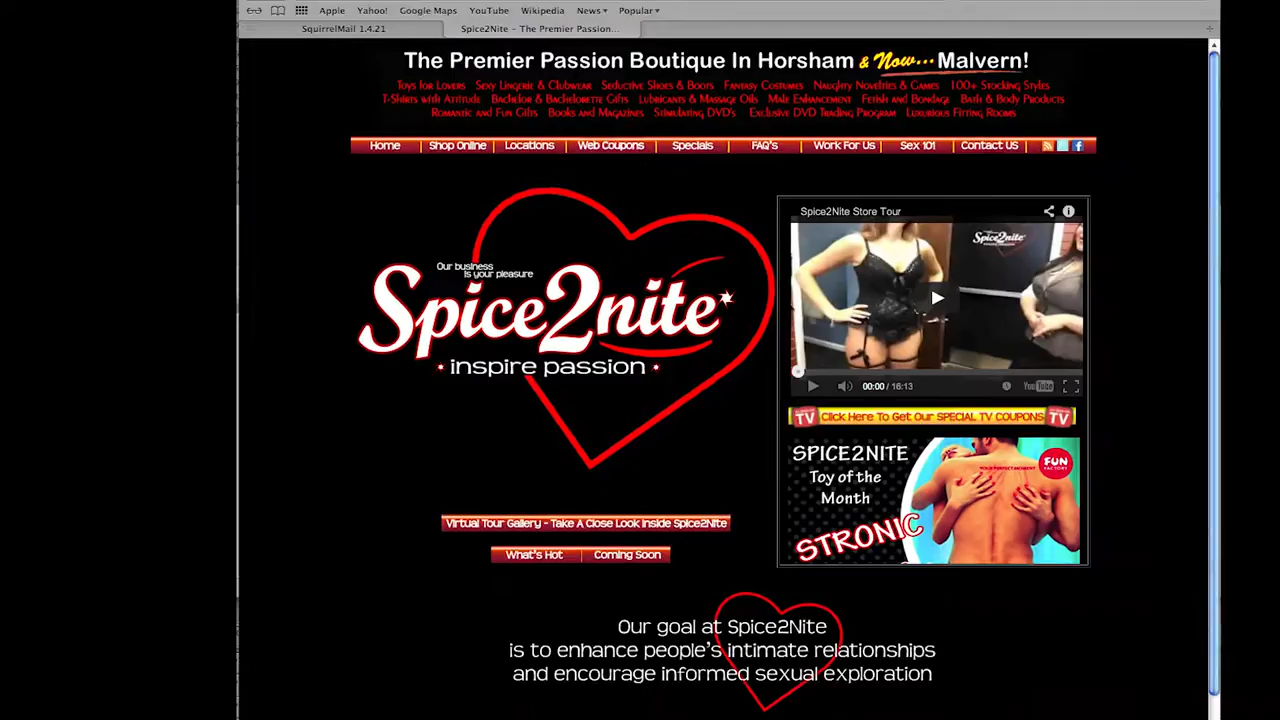 Apple Yahoo! Google Maps YouTube Wikipedia News Popular
SquirrelMail 1.4.21
Spice2Nite – The Premier Passion...
The Premier Passion Boutique In Horsham & Now... Malvern!
Toys for Lovers Sexy Lingerie & Clubwear Seductive Shoes & Boots Fantasy Costumes Naughty Novelties & Games 100+ Stocking Styles
T-Shirts with Attitude Bachelor & Bachelorette Gifts Lubricants & Massage Oils Male Enhancement Fetish and Bondage Bath & Body Products
Romantic and Fun Gifts Books and Magazines Stimulating DVD's Exclusive DVD Trading Program Luxurious Fitting Rooms
Home Shop Online Locations Web Coupons Specials FAQ's Work For Us Sex 101 Contact US
Our business
is your pleasure
Spice2nite
inspire passion
Spice2Nite Store Tour
Spice2nite
00:00 / 16:13
YouTube
TV Click Here To Get Our SPECIAL TV COUPONS TV
SPICE2NITE
Toy of the
Month
STRONIC
YOUR PERFECT MOMENT
FUN
FACTORY
Virtual Tour Gallery - Take A Close Look Inside Spice2Nite
What's Hot Coming Soon
Our goal at Spice2Nite
is to enhance people's intimate relationships
and encourage informed sexual exploration